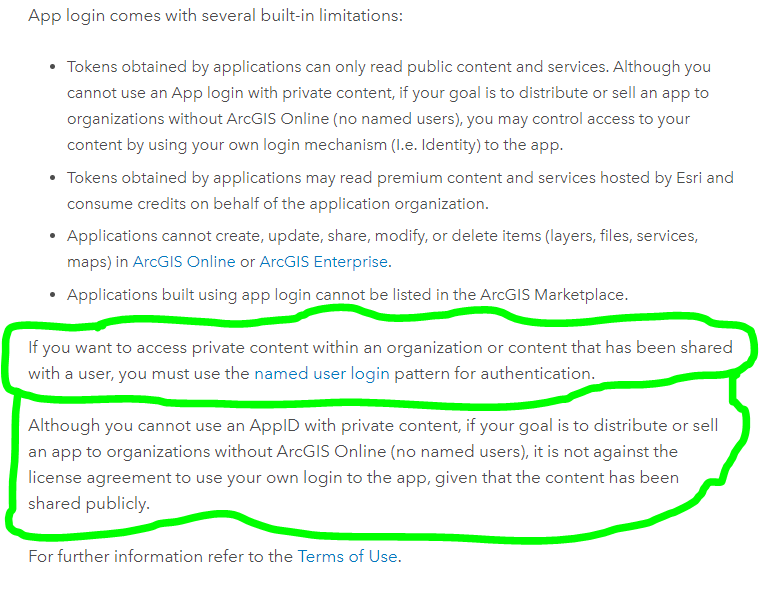 App login comes with several built-in limitations:
• Tokens obtained by applications can only read public content and services. Although you
cannot use an App login with private content, if your goal is to distribute or sell an app to
organizations without ArcGIS Online (no named users), you may control access to your
content by using your own login mechanism (I.e. Identity) to the app.
• Tokens obtained by applications may read premium content and services hosted by Esri and
consume credits on behalf of the application organization.
• Applications cannot create, update, share, modify, or delete items (layers, files, services,
maps) in ArcGIS Online or ArcGIS Enterprise.
• Applications built using app login cannot be listed in the ArcGIS Marketplace.
If you want to access private content within an organization or content that has been shared
with a user, you must use the named user login pattern for authentication.
Although you cannot use an AppID with private content, if your goal is to distribute or sell
an app to organizations without ArcGIS Online (no named users), it is not against the
license agreement to use your own login to the app, given that the content has been
shared publicly.
For further information refer to the Terms of Use.